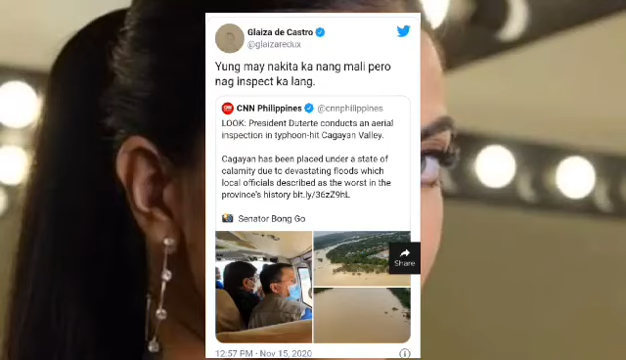 Glaiza de Castro
@glaizaredux
Yung may nakita ka nang mali pero
nag inspect ka lang.
CNN Philippines @cnnphilippines
LOOK: President Duterte conducts an aerial
inspection in typhoon-hit Cagayan Valley.
Cagayan has been placed under a state of
calamity due to devastating floods which
local officials described as the worst in the
province's history bit.ly/36zZ9hL
Senator Bong Go
Share
12:57 PM · Nov 15, 2020